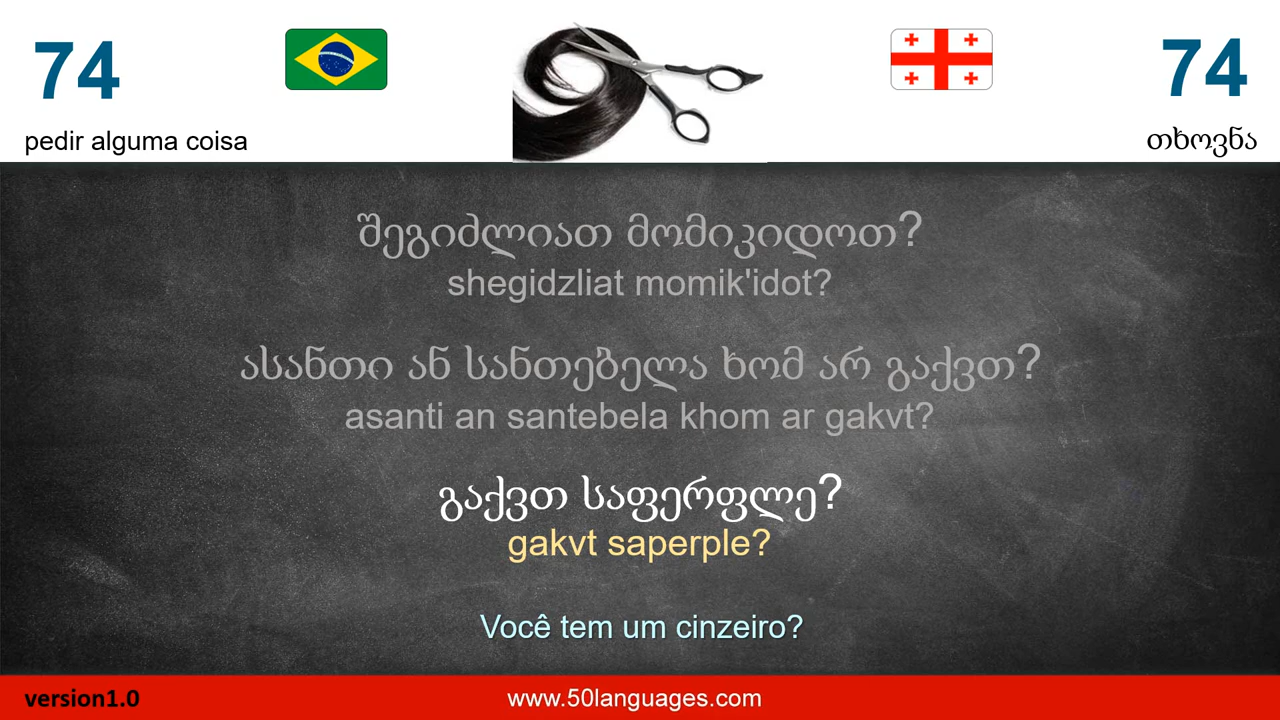 74
74
pedir alguma coisa
თხოვნა
შეგიძლიათ მომიკიდოთ?
shegidzliat momik'idot?
ასანთი ან სანთებელა ხომ არ გაქვთ?
asanti an santebela khom ar gakvt?
გაქვთ საფერფლე?
gakvt saperple?
Você tem um cinzeiro?
version1.0
www.50languages.com